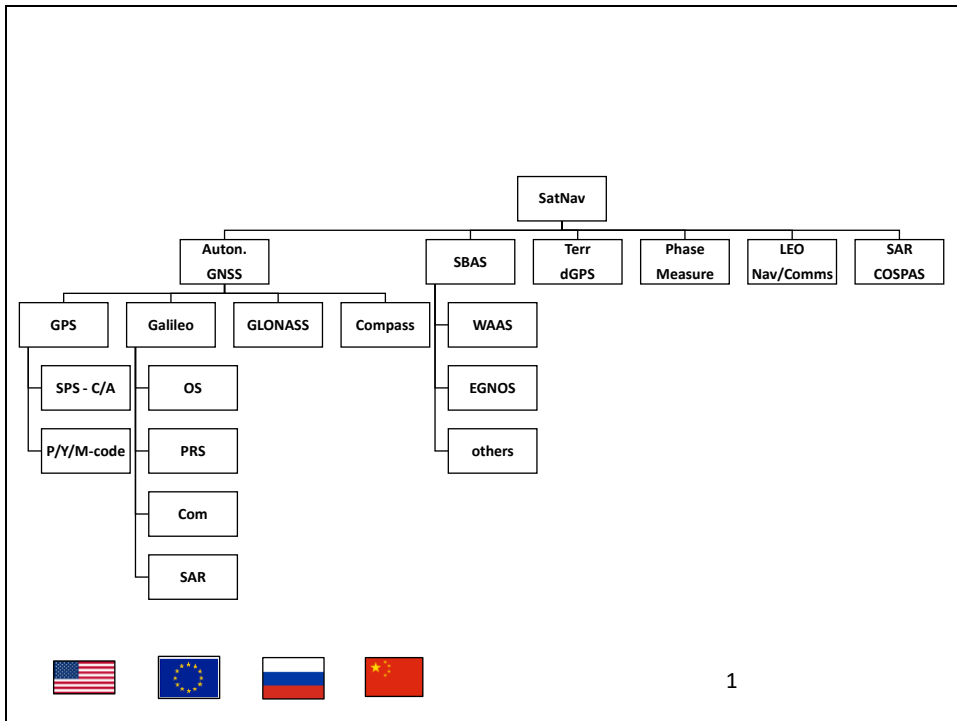 SatNav
Auton.
GNSS
SBAS
Terr
dGPS
Phase
Measure
LEO
Nav/Comms
SAR
COSPAS
GPS
Galileo
GLONASS
Compass
WAAS
SPS - C/A
OS
EGNOS
P/Y/M-code
PRS
others
Com
SAR
1